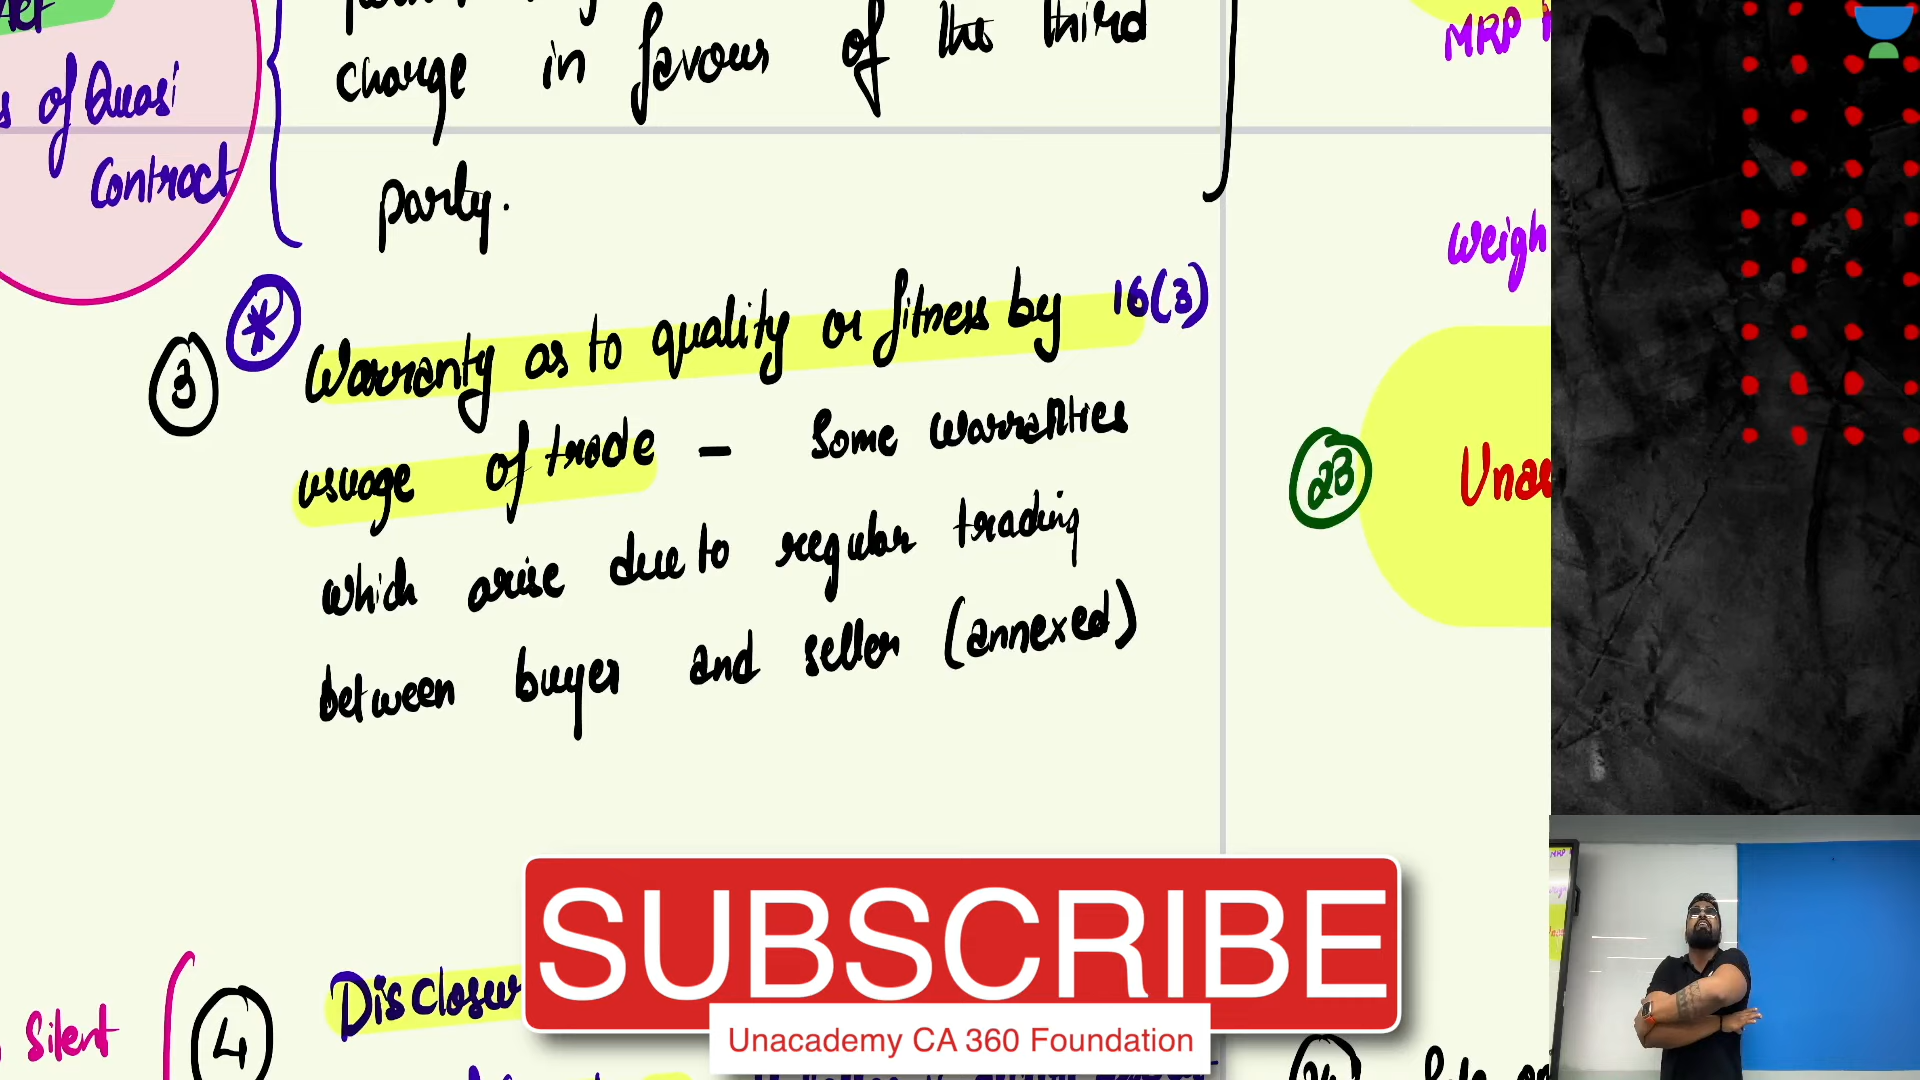 of Quasi
Contract
charge in favour of the third
party.
3 * Warranty as to quality or fitness by 16(3)
usuage of trade – Some warranties
which arise due to regular trading
between buyer and seller (annexed)
MRP
Weigh
23 Unac
Silent
4 Disclosu
SUBSCRIBE
Unacademy CA 360 Foundation